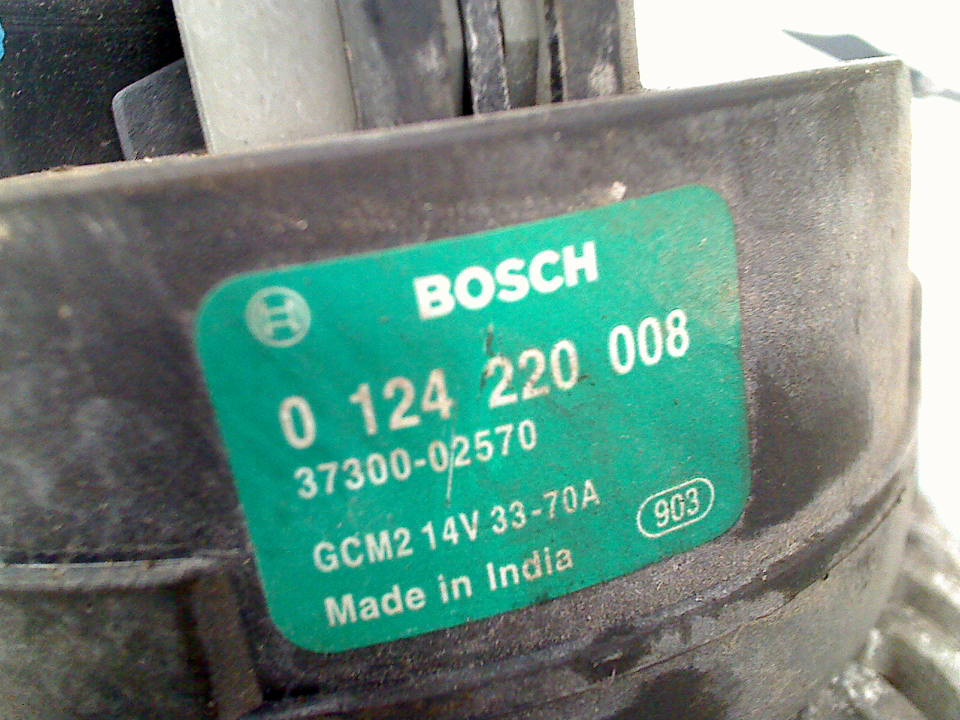 BOSCH
0 124 220 008
37300-02570
GCM2 14V 33-70A
903
Made in India